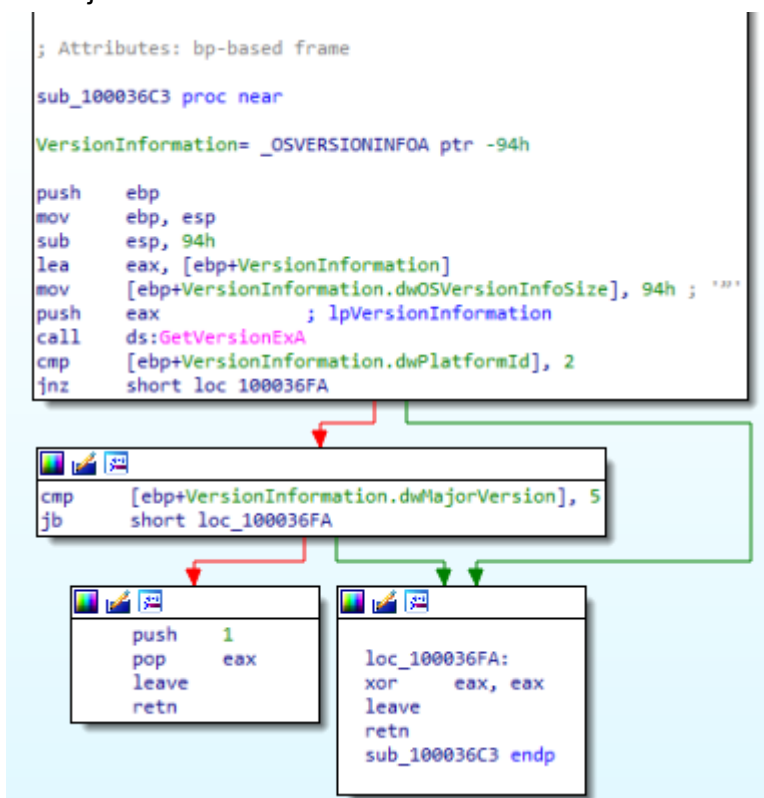 ; Attributes: bp-based frame
sub_100036C3 proc near
VersionInformation= _OSVERSIONINFOA ptr -94h
push    ebp
mov     ebp, esp
sub     esp, 94h
lea     eax, [ebp+VersionInformation]
mov     [ebp+VersionInformation.dwOSVersionInfoSize], 94h ; '”'
push    eax             ; lpVersionInformation
call    ds:GetVersionExA
cmp     [ebp+VersionInformation.dwPlatformId], 2
jnz     short loc_100036FA
cmp     [ebp+VersionInformation.dwMajorVersion], 5
jb      short loc_100036FA
push    1
pop     eax
leave
retn
loc_100036FA:
xor     eax, eax
leave
retn
sub_100036C3 endp